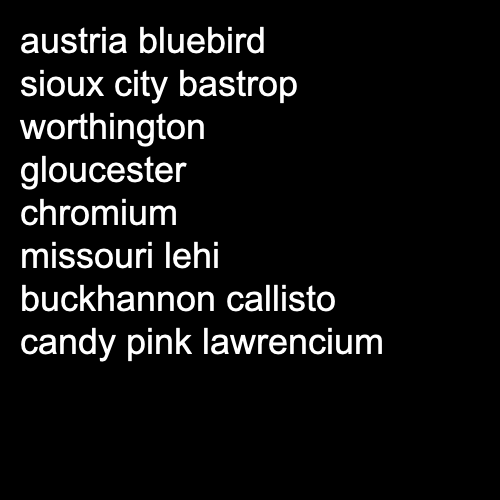 austria bluebird
sioux city bastrop
worthington
gloucester
chromium
missouri lehi
buckhannon callisto
candy pink lawrencium